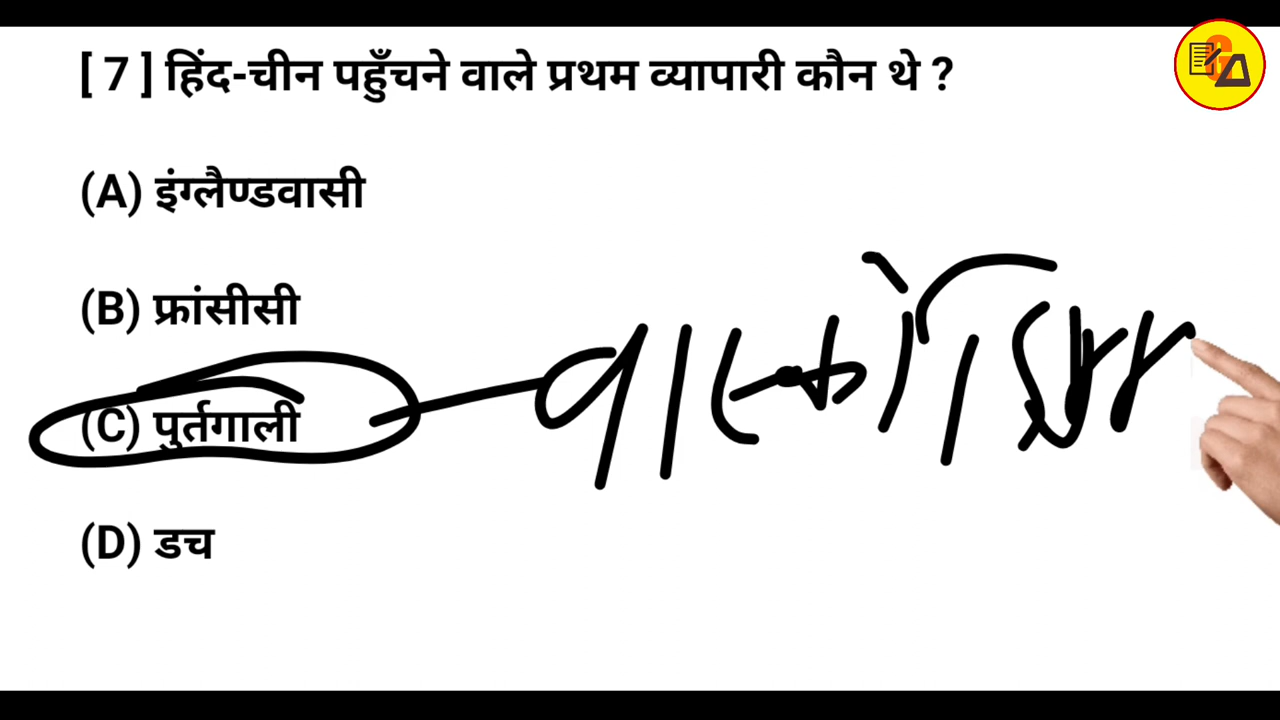 [ 7 ] हिंद-चीन पहुँचने वाले प्रथम व्यापारी कौन थे ?
(A) इंग्लैण्डवासी
(B) फ्रांसीसी
(C) पुर्तगाली
(D) डच